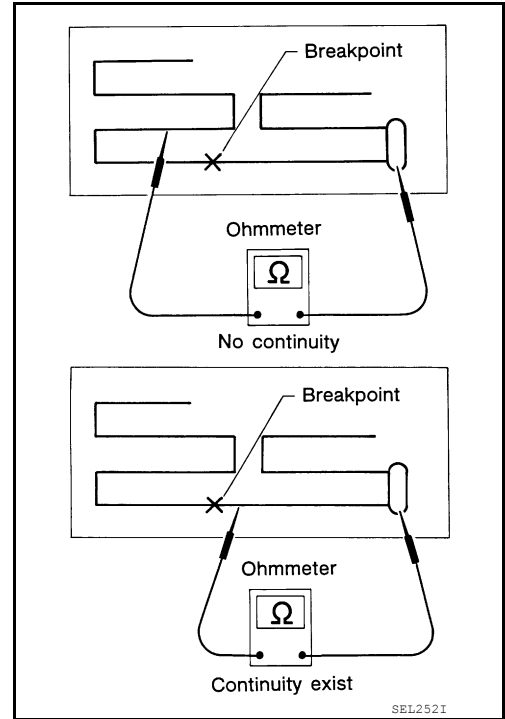 Breakpoint
Ohmmeter
Ω
No continuity
Breakpoint
Ohmmeter
Ω
Continuity exist
SEL252I